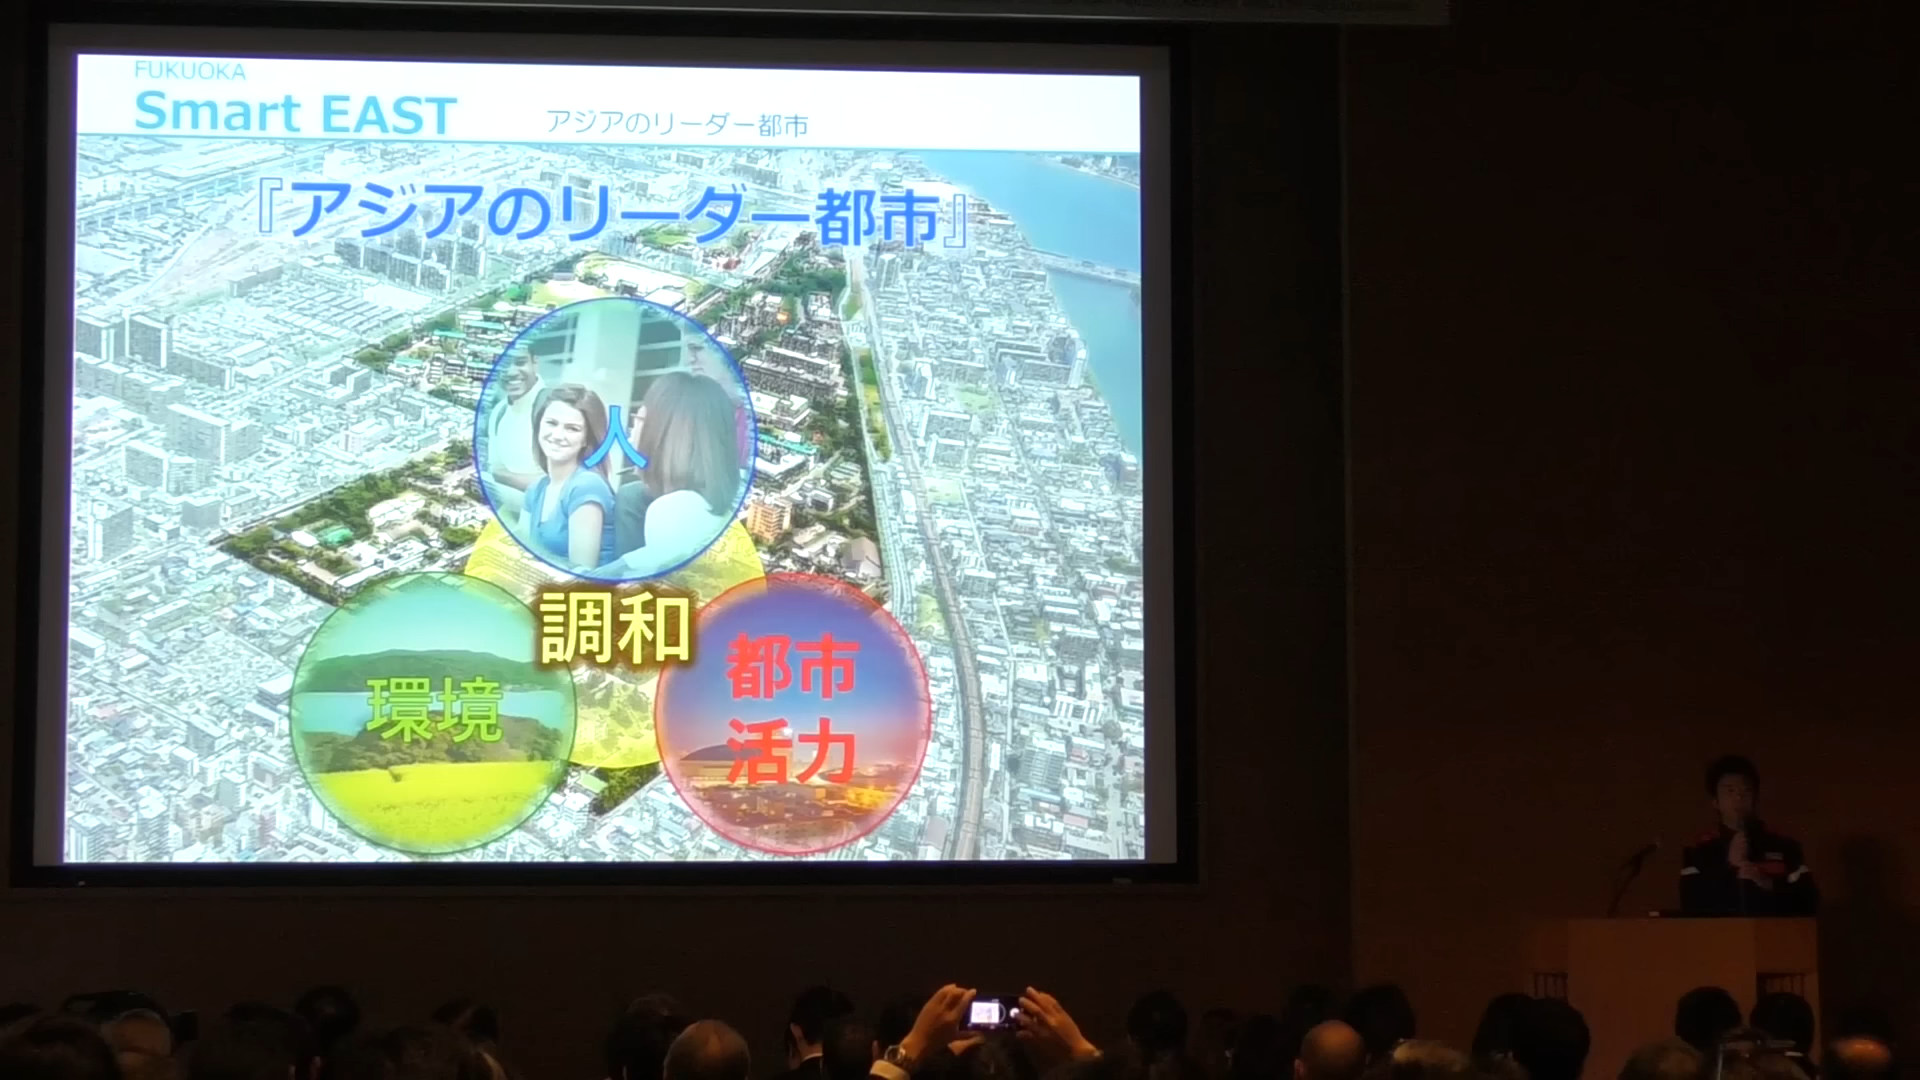 FUKUOKA
Smart EAST
アジアのリーダー都市
『アジアのリーダー都市』
人
調和
環境
都市
活力